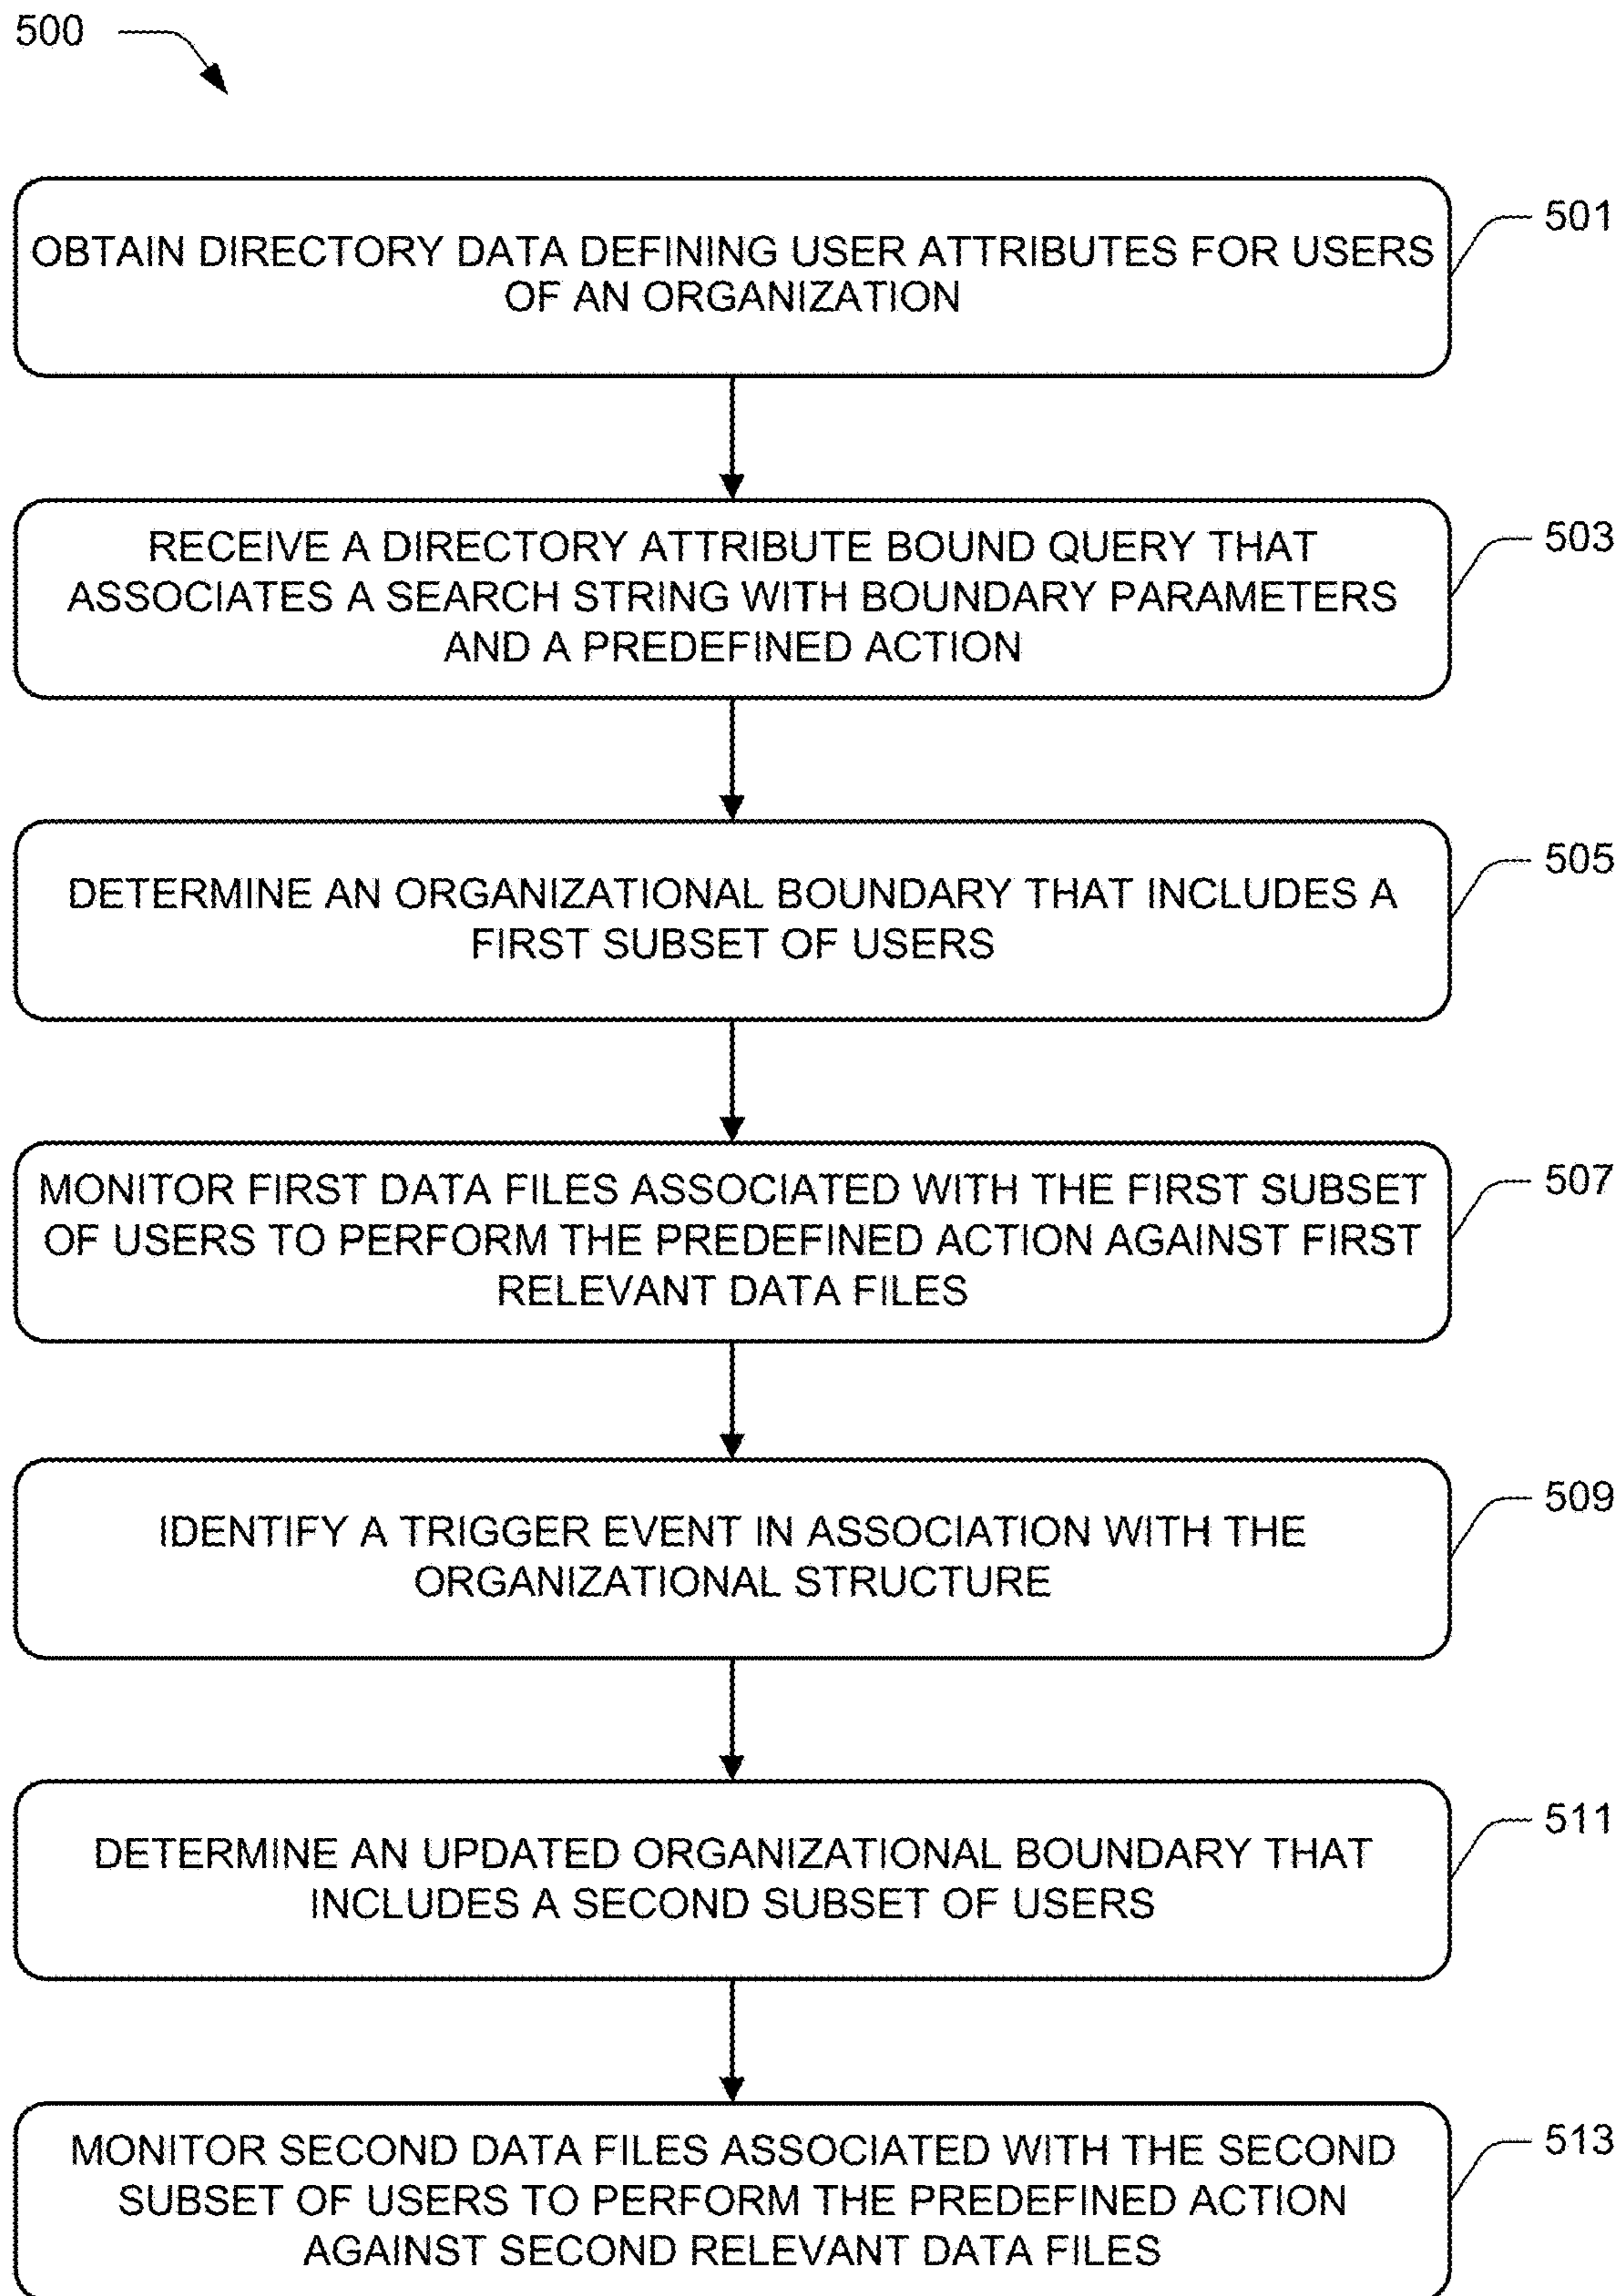 500
OBTAIN DIRECTORY DATA DEFINING USER ATTRIBUTES FOR USERS
OF AN ORGANIZATION
501
RECEIVE A DIRECTORY ATTRIBUTE BOUND QUERY THAT
ASSOCIATES A SEARCH STRING WITH BOUNDARY PARAMETERS
AND A PREDEFINED ACTION
503
DETERMINE AN ORGANIZATIONAL BOUNDARY THAT INCLUDES A
FIRST SUBSET OF USERS
505
MONITOR FIRST DATA FILES ASSOCIATED WITH THE FIRST SUBSET
OF USERS TO PERFORM THE PREDEFINED ACTION AGAINST FIRST
RELEVANT DATA FILES
507
IDENTIFY A TRIGGER EVENT IN ASSOCIATION WITH THE
ORGANIZATIONAL STRUCTURE
509
DETERMINE AN UPDATED ORGANIZATIONAL BOUNDARY THAT
INCLUDES A SECOND SUBSET OF USERS
511
MONITOR SECOND DATA FILES ASSOCIATED WITH THE SECOND
SUBSET OF USERS TO PERFORM THE PREDEFINED ACTION
AGAINST SECOND RELEVANT DATA FILES
513